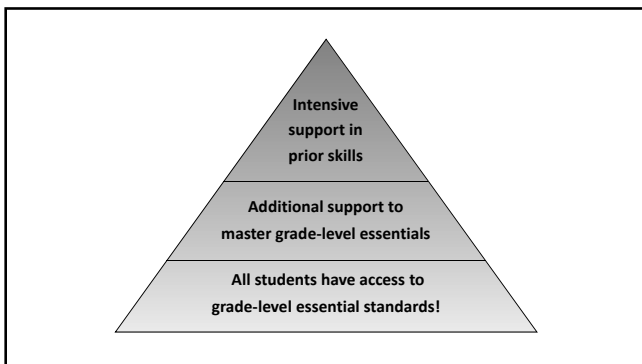 Intensive
support in
prior skills
Additional support to
master grade-level essentials
All students have access to
grade-level essential standards!